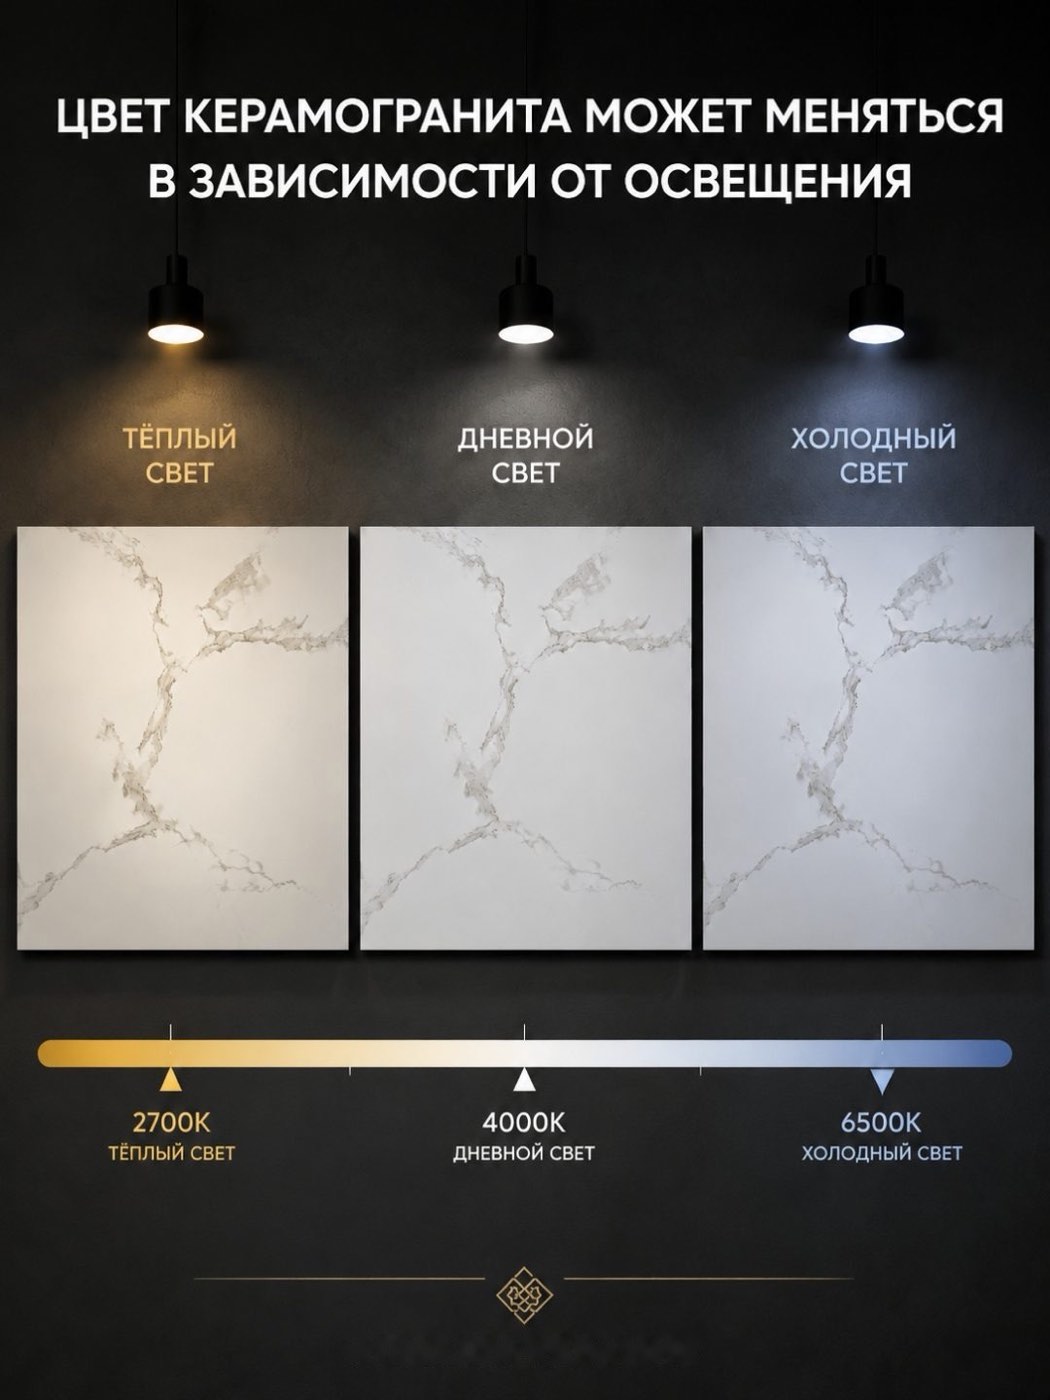 ЦВЕТ КЕРАМОГРАНИТА МОЖЕТ МЕНЯТЬСЯ
В ЗАВИСИМОСТИ ОТ ОСВЕЩЕНИЯ
ТЁПЛЫЙ
СВЕТ
ДНЕВНОЙ
СВЕТ
ХОЛОДНЫЙ
СВЕТ
2700K
ТЁПЛЫЙ СВЕТ
4000K
ДНЕВНОЙ СВЕТ
6500K
ХОЛОДНЫЙ СВЕТ